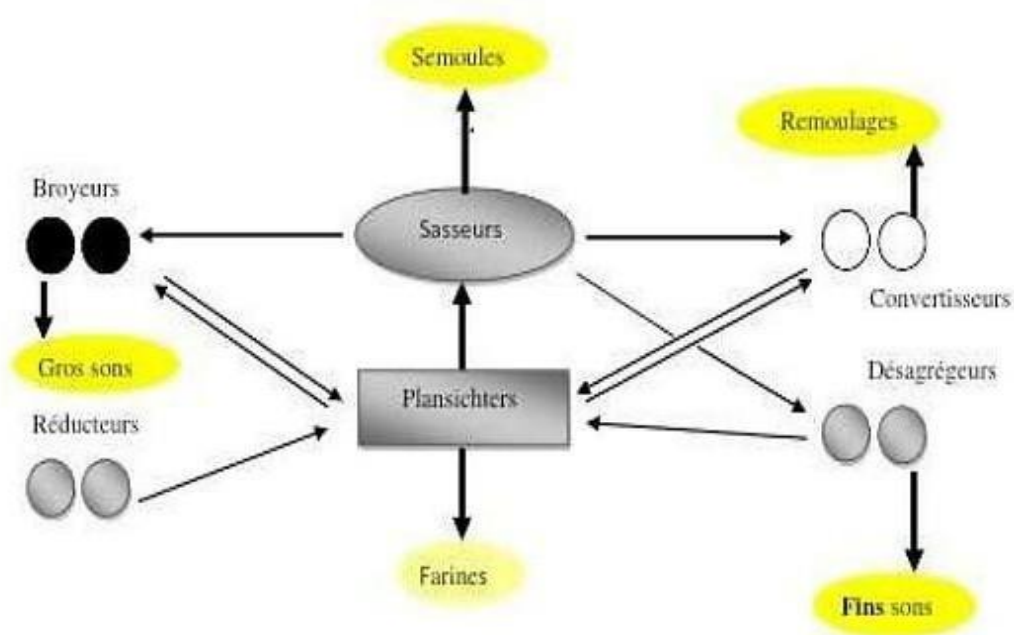 Semoules
Remoulages
Broyeurs
Sasseurs
Convertisseurs
Gros sons
Plansichters
Désagrégeurs
Réducteurs
Farines
Fins sons